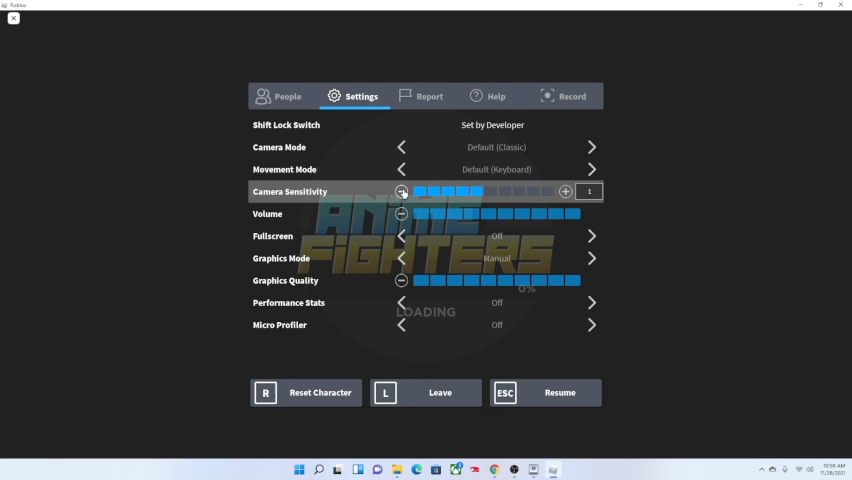 Roblox
People Settings Report Help Record
Shift Lock Switch Set by Developer
Camera Mode Default (Classic)
Movement Mode Default (Keyboard)
Camera Sensitivity 1
Volume
ANIME
Fullscreen Off
FIGHTERS
Graphics Mode Manual
Graphics Quality
0%
Performance Stats Off
LOADING
Micro Profiler Off
R Reset Character L Leave ESC Resume
10:59 AM
11/28/2021